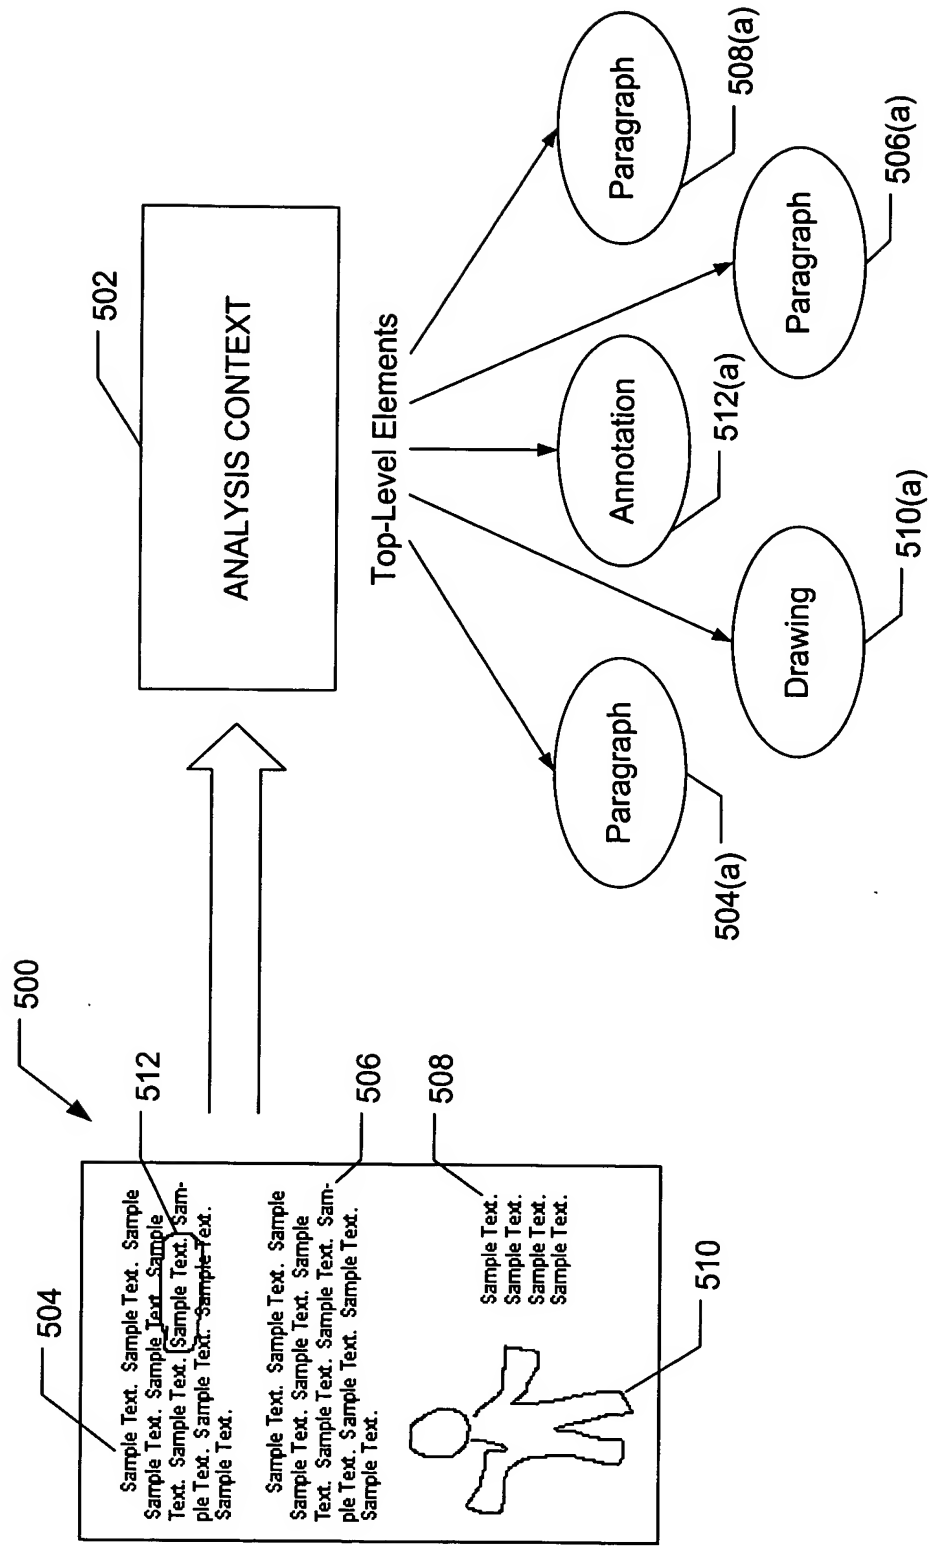 500
504
512
Sample Text. Sample Text. Sample
Sample Text. Sample Text. Sample
Text. Sample Text. Sample Text. Sam-
ple Text. Sample Text. Sample Text.
Sample Text.
506
Sample Text. Sample Text. Sample
Sample Text. Sample Text. Sample
Text. Sample Text. Sample Text. Sam-
ple Text. Sample Text. Sample Text.
Sample Text.
508
Sample Text.
Sample Text.
Sample Text.
Sample Text.
510
502
ANALYSIS CONTEXT
Top-Level Elements
Paragraph
504(a)
Drawing
510(a)
Annotation
512(a)
Paragraph
506(a)
Paragraph
508(a)